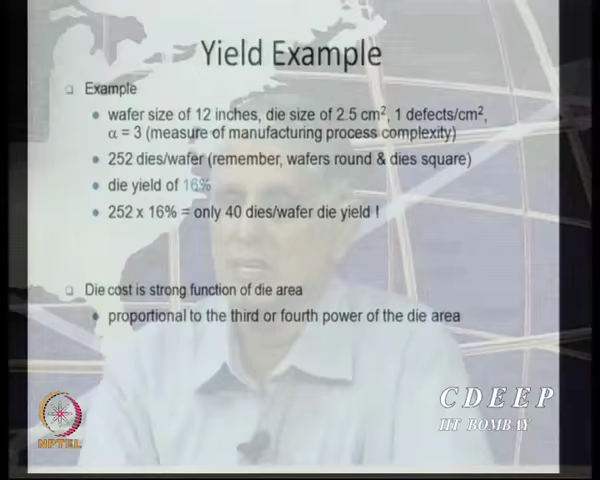 Yield Example
Example
wafer size of 12 inches, die size of 2.5 cm², 1 defects/cm²,
α = 3 (measure of manufacturing process complexity)
252 dies/wafer (remember, wafers round & dies square)
die yield of 16%
252 x 16% = only 40 dies/wafer die yield !
Die cost is strong function of die area
proportional to the third or fourth power of the die area
CDEEP
IIT BOMBAY
NPTEL